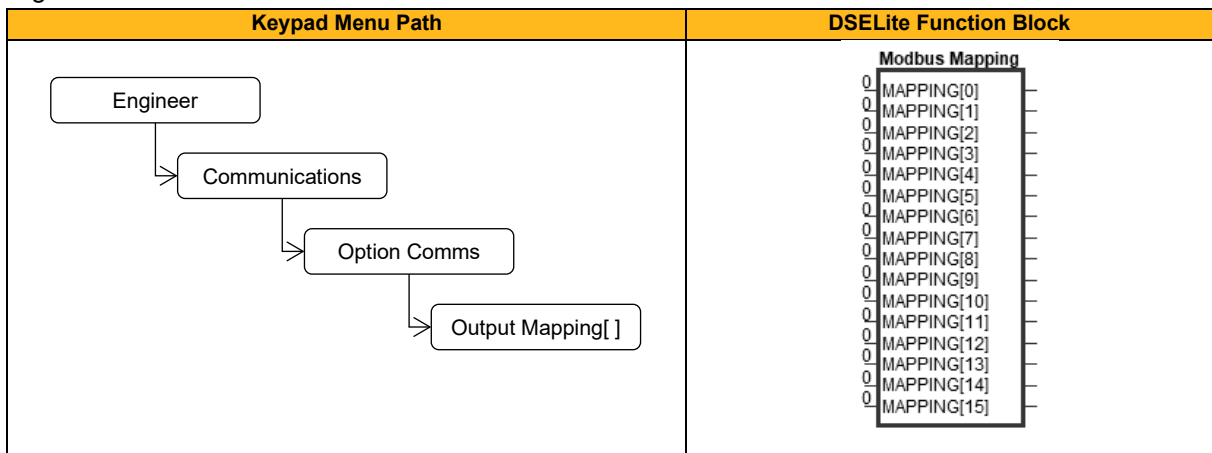 Keypad Menu Path
DSELite Function Block
Engineer
Communications
Option Comms
Output Mapping[ ]
Modbus Mapping
0 MAPPING[0]
0 MAPPING[1]
0 MAPPING[2]
0 MAPPING[3]
0 MAPPING[4]
0 MAPPING[5]
0 MAPPING[6]
0 MAPPING[7]
0 MAPPING[8]
0 MAPPING[9]
0 MAPPING[10]
0 MAPPING[11]
0 MAPPING[12]
0 MAPPING[13]
0 MAPPING[14]
0 MAPPING[15]